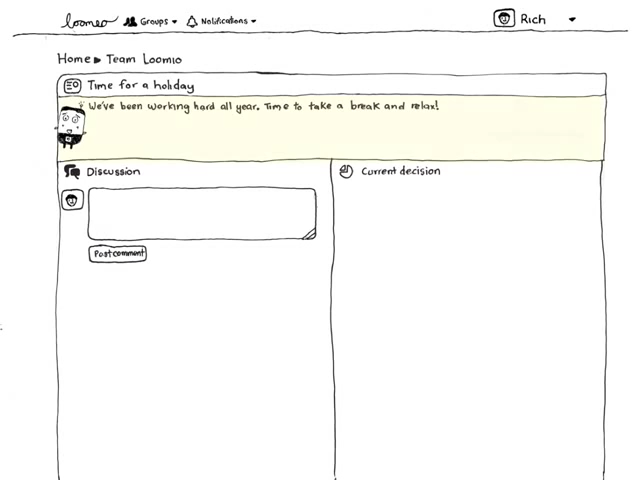 loomio Groups Notifications Rich
Home ▸ Team Loomio
Time for a holiday
We've been working hard all year. Time to take a break and relax!
Discussion
Current decision
Post comment